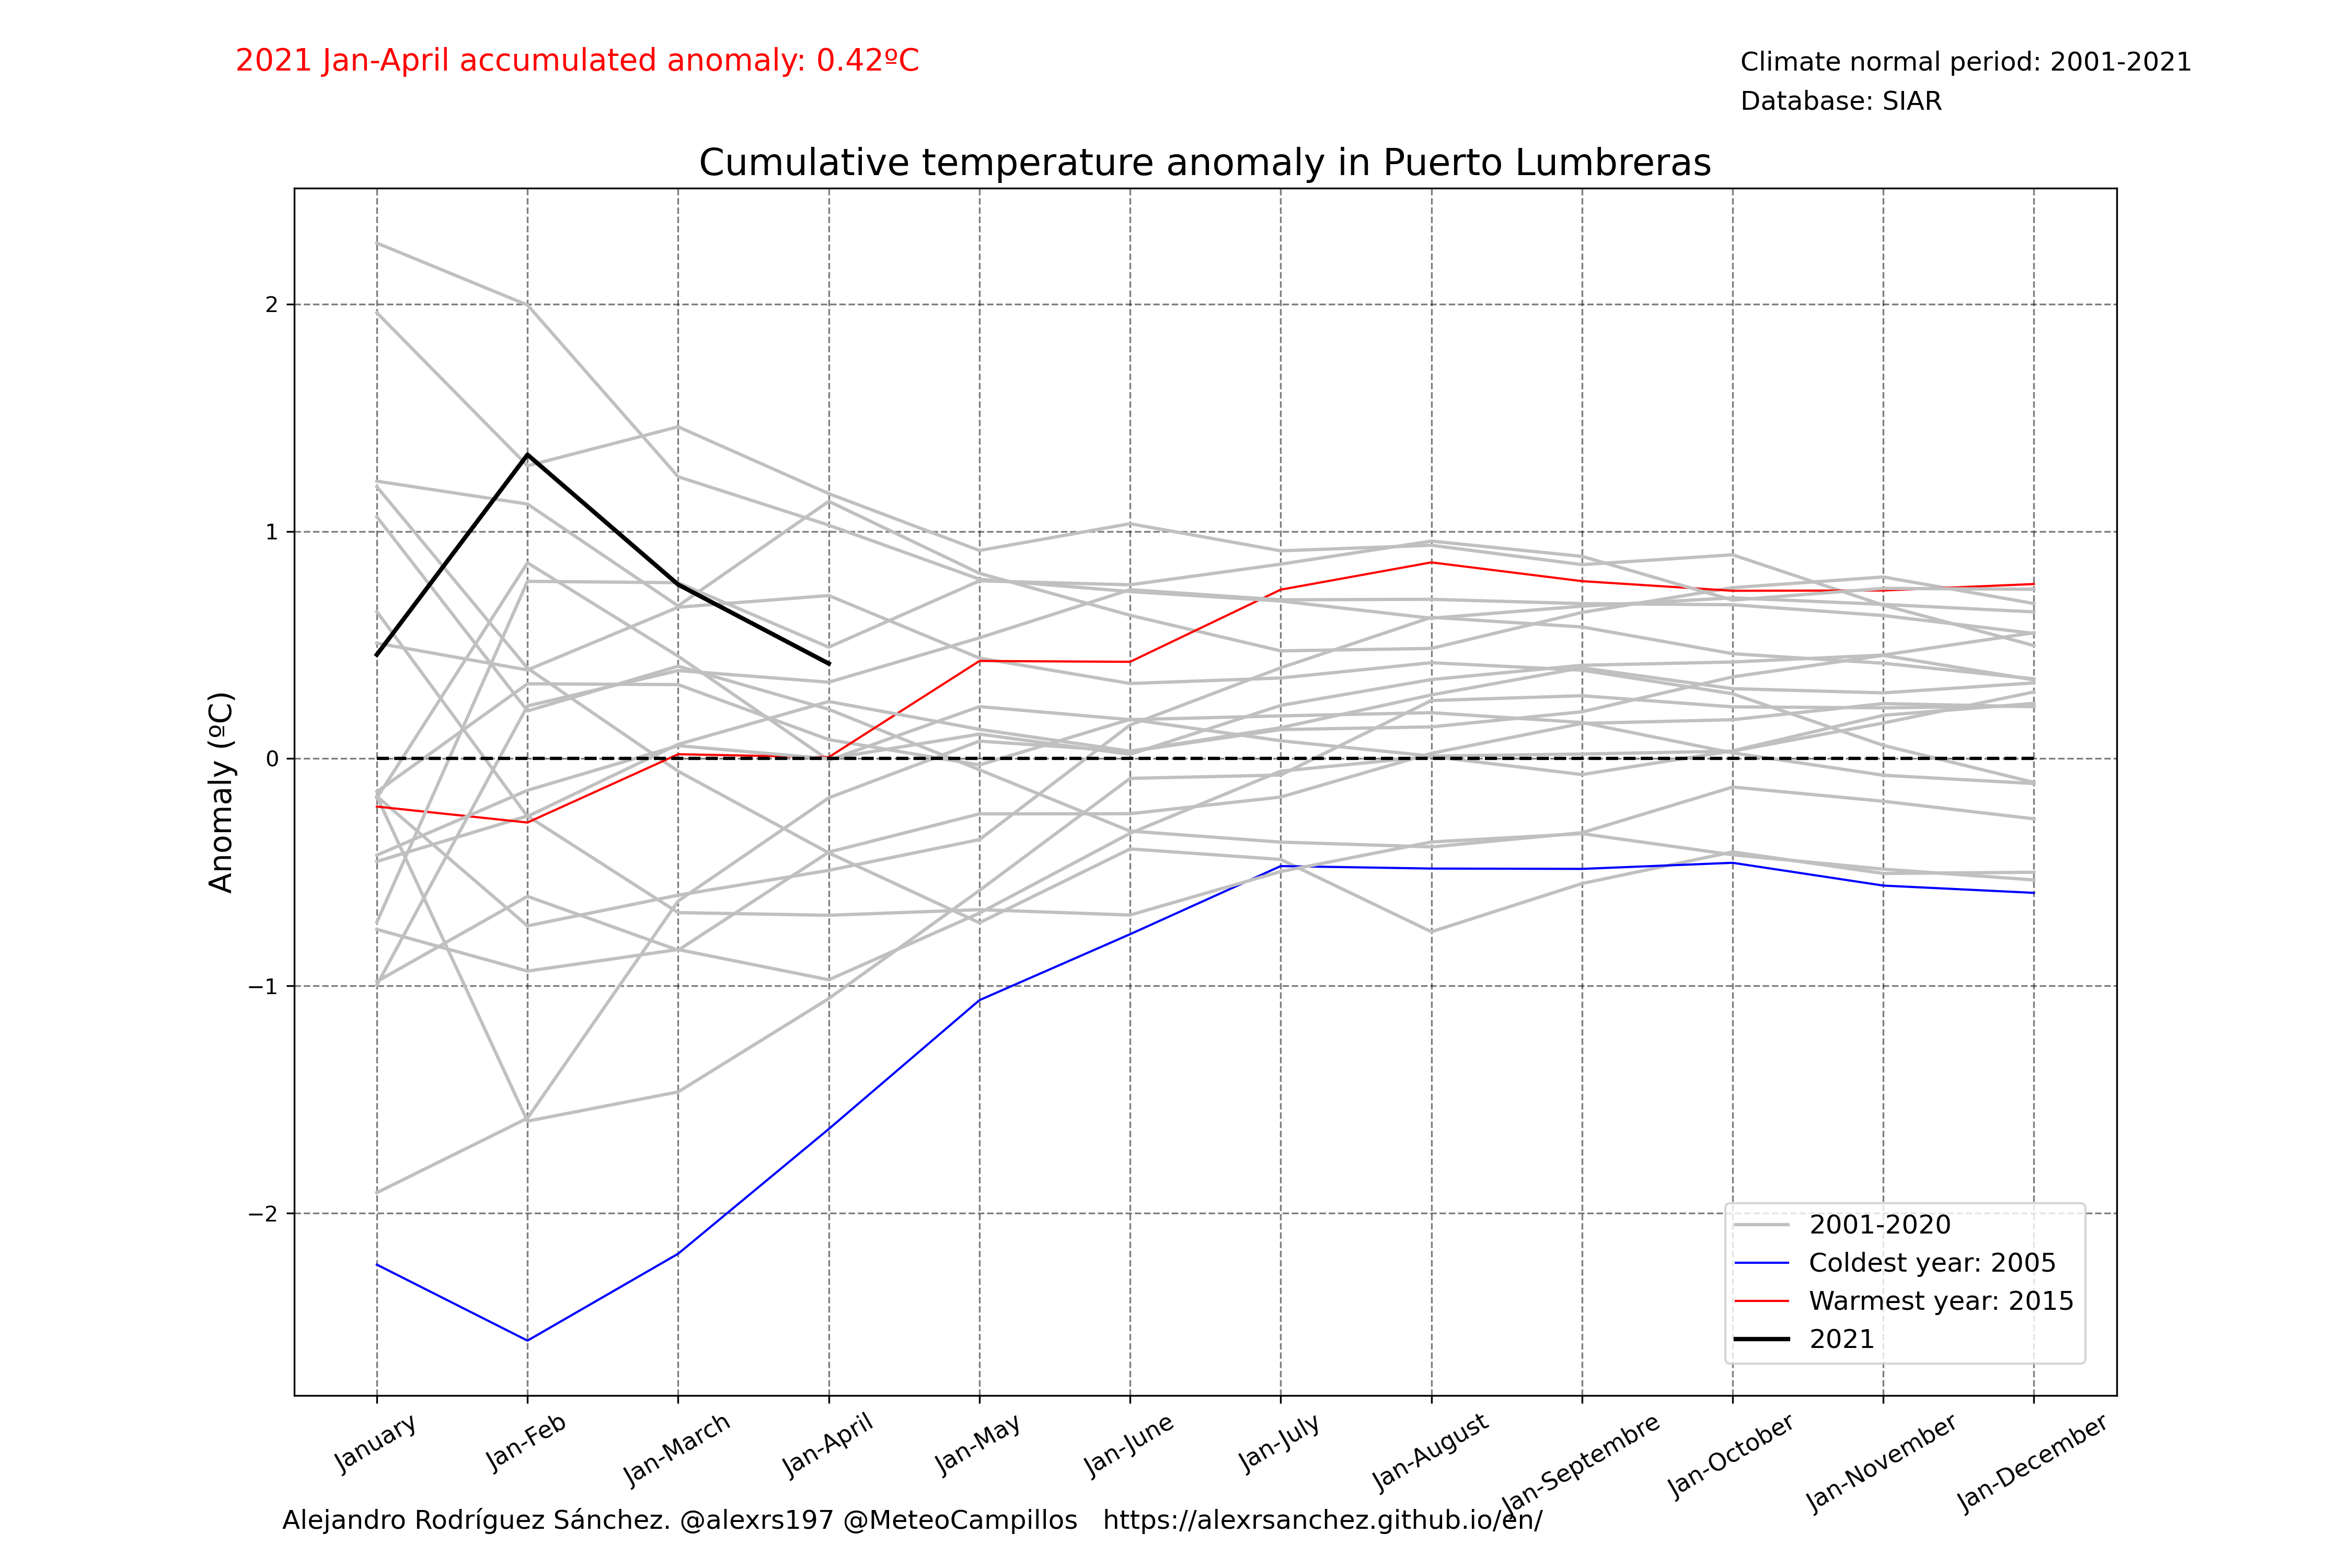 2021 Jan-April accumulated anomaly: 0.42ºC
Climate normal period: 2001-2021
Database: SIAR
Cumulative temperature anomaly in Puerto Lumbreras
Anomaly (ºC)
2
1
0
−1
−2
2001-2020
Coldest year: 2005
Warmest year: 2015
2021
January
Jan-Feb
Jan-March
Jan-April
Jan-May
Jan-June
Jan-July
Jan-August
Jan-Septembre
Jan-October
Jan-November
Jan-December
Alejandro Rodríguez Sánchez. @alexrs197 @MeteoCampillos https://alexrsanchez.github.io/en/